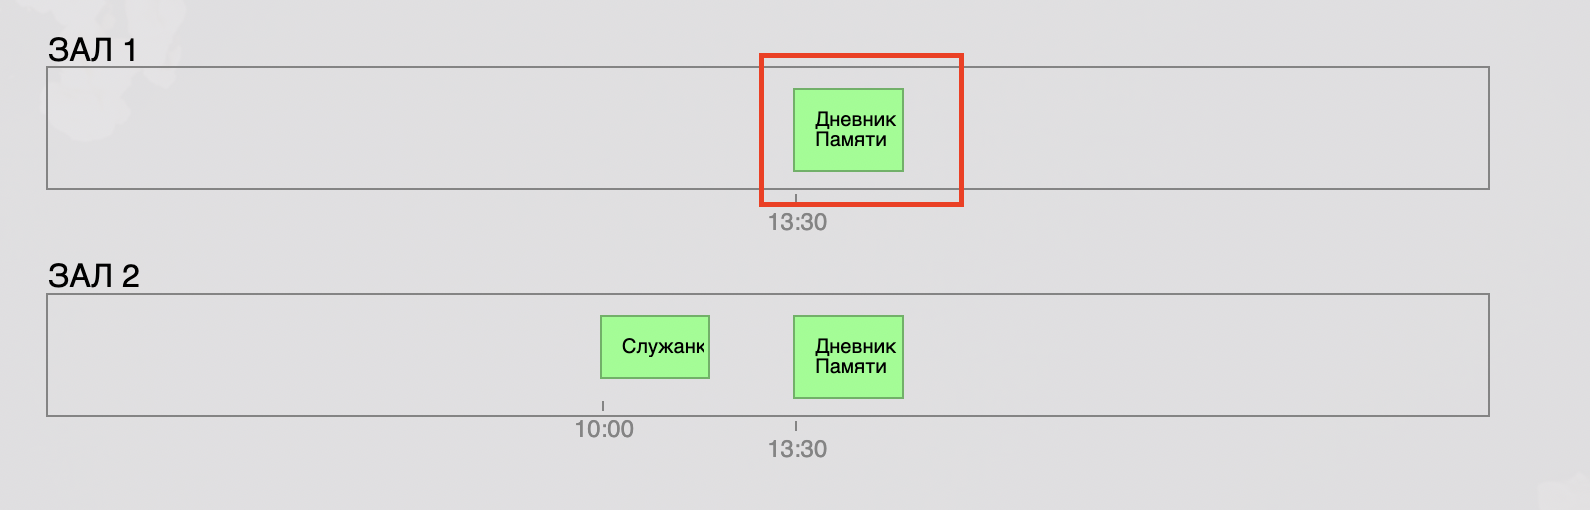 ЗАЛ 1
Дневник
Памяти
13:30
ЗАЛ 2
Служанк
Дневник
Памяти
10:00
13:30